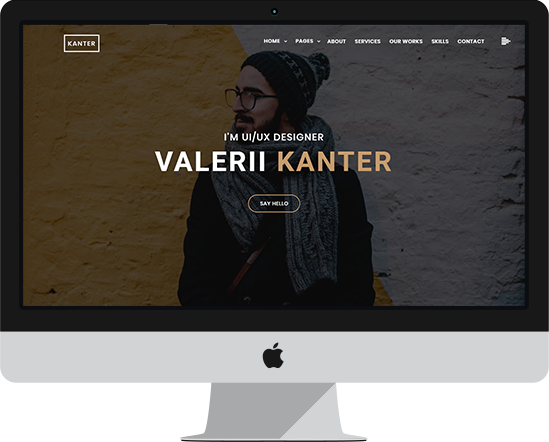 KANTER
HOME PAGES ABOUT SERVICES OUR WORKS SKILLS CONTACT
I'M UI/UX DESIGNER
VALERII KANTER
SAY HELLO